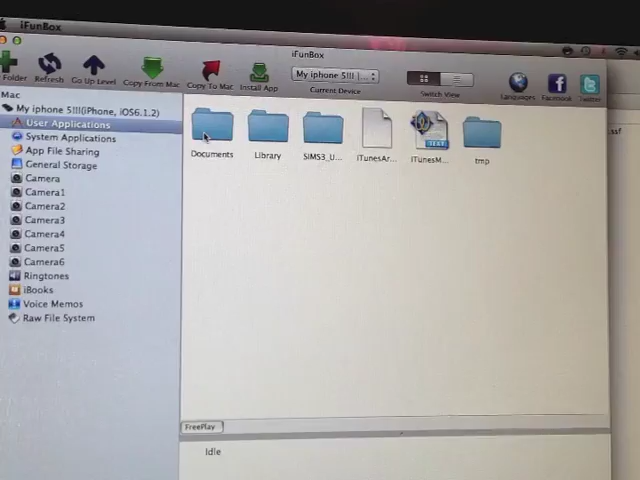 iFunBox
iFunBox
Folder
Refresh
Go Up Level
Copy From Mac
Copy To Mac
Install App
My iphone 5!!! (...
Current Device
Switch View
Languages
Facebook
Twitter
Mac
My iphone 5!!!(iPhone, iOS6.1.2)
User Applications
System Applications
App File Sharing
General Storage
Camera
Camera1
Camera2
Camera3
Camera4
Camera5
Camera6
Ringtones
iBooks
Voice Memos
Raw File System
Documents
Library
SIMS3_U...
iTunesAr...
TEXT
iTunesM...
tmp
.ssf
FreePlay
Idle